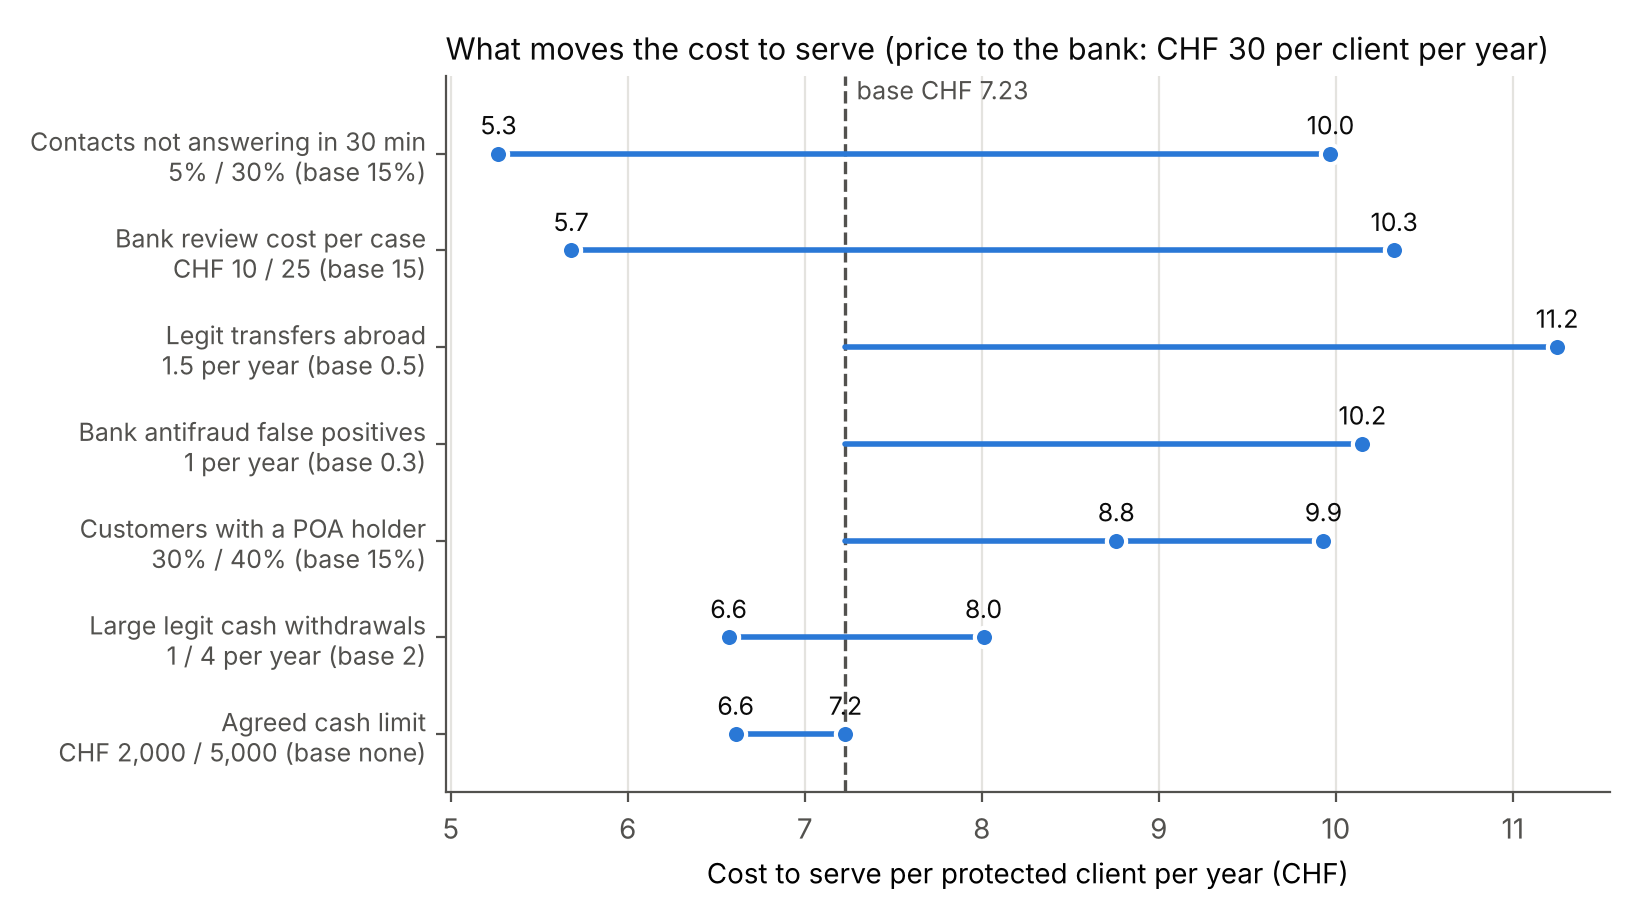 What moves the cost to serve (price to the bank: CHF 30 per client per year)
base CHF 7.23
Contacts not answering in 30 min
5% / 30% (base 15%)
5.3
10.0
Bank review cost per case
CHF 10 / 25 (base 15)
5.7
10.3
Legit transfers abroad
1.5 per year (base 0.5)
11.2
Bank antifraud false positives
1 per year (base 0.3)
10.2
Customers with a POA holder
30% / 40% (base 15%)
8.8
9.9
Large legit cash withdrawals
1 / 4 per year (base 2)
6.6
8.0
Agreed cash limit
CHF 2,000 / 5,000 (base none)
6.6
7.2
5
6
7
8
9
10
11
Cost to serve per protected client per year (CHF)